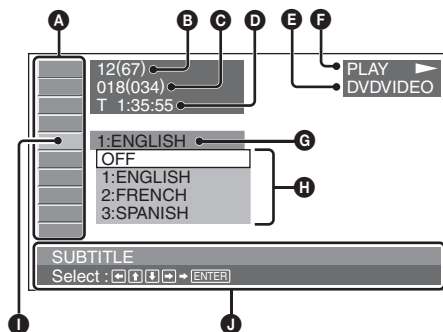 A B C D E F
12(67)
018(034)
T 1:35:55
PLAY
DVDVIDEO
1:ENGLISH G
OFF
1:ENGLISH
2:FRENCH
3:SPANISH
H
SUBTITLE
Select : ← ↑ ↓ → → ENTER
I J